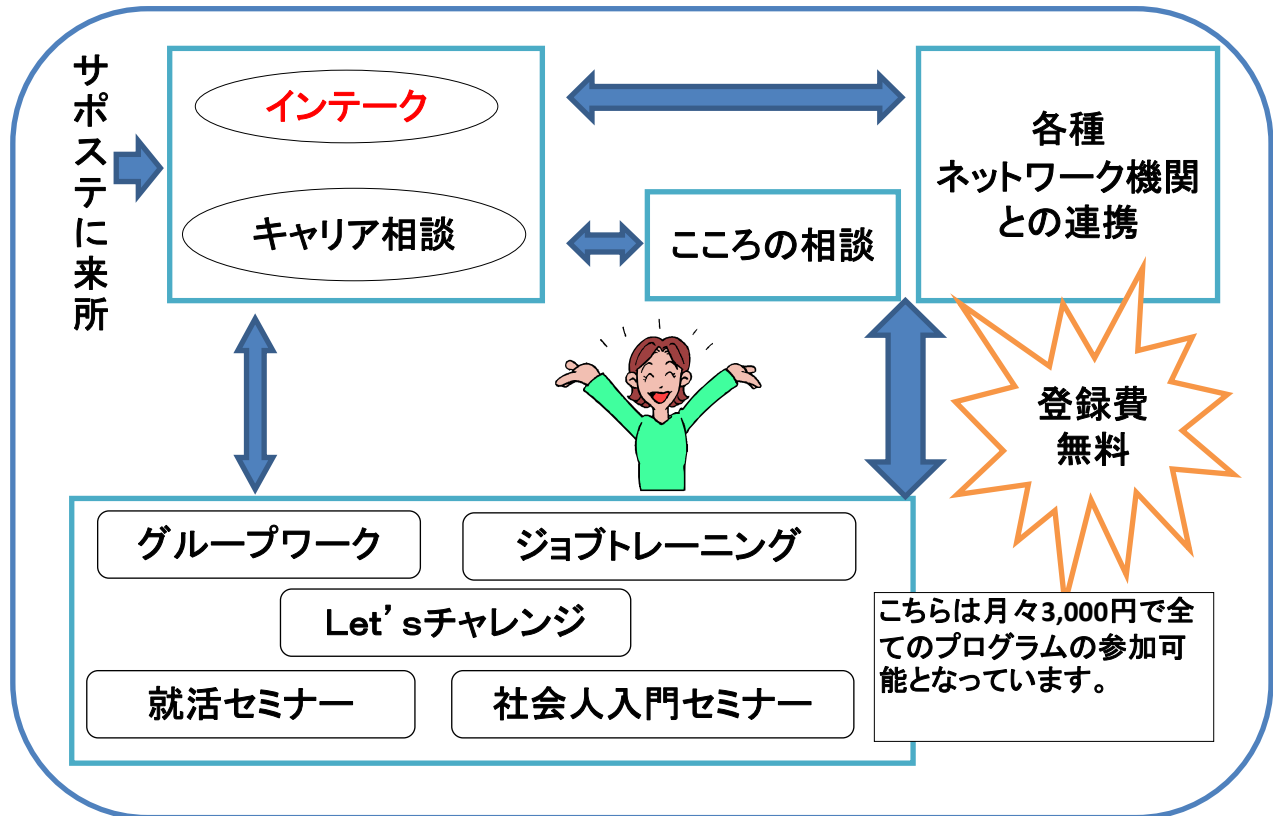 サポステに来所
インテーク
キャリア相談
こころの相談
各種
ネットワーク機関
との連携
登録費
無料
グループワーク
ジョブトレーニング
Let’sチャレンジ
就活セミナー
社会人入門セミナー
こちらは月々3,000円で全
てのプログラムの参加可
能となっています。